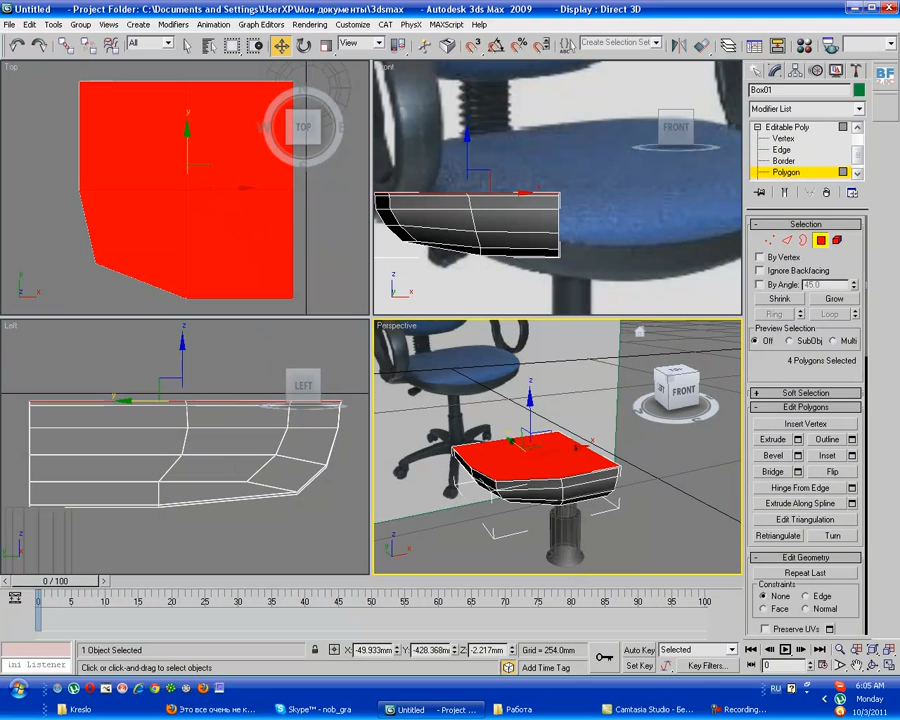 Untitled - Project Folder: C:\Documents and Settings\UserXP\Мои документы\3dsmax - Autodesk 3ds Max 2009 - Display : Direct 3D
File Edit Tools Group Views Create Modifiers Animation Graph Editors Rendering Customize CAT PhysX MAXScript Help
All View Create Selection Set
BF
Top
TOP
y
x
z
Front
FRONT
Left
LEFT
Perspective
FRONT
Box01
Modifier List
Editable Poly
Vertex
Edge
Border
Polygon
Selection
By Vertex
Ignore Backfacing
By Angle: 45.0
Shrink Grow
Ring Loop
Preview Selection
Off SubObj Multi
4 Polygons Selected
Soft Selection
Edit Polygons
Insert Vertex
Extrude Outline
Bevel Inset
Bridge Flip
Hinge From Edge
Extrude Along Spline
Edit Triangulation
Retriangulate Turn
Edit Geometry
Repeat Last
Constraints
None Edge
Face Normal
Preserve UVs
0 / 100
0 5 10 15 20 25 30 35 40 45 50 55 60 65 70 75 80 85 90 95 100
1 Object Selected X: -49.933mm Y: -428.368mm Z: -2.217mm Grid = 254.0mm Auto Key Selected
ini Listener Click or click-and-drag to select objects Add Time Tag Set Key Key Filters... 0
RU 6:05 AM
Monday
10/3/2011
Kreslo Это все очень не к... Skype™ - nob_gra Untitled - Project ... Работа Camtasia Studio - Бе... Recording...